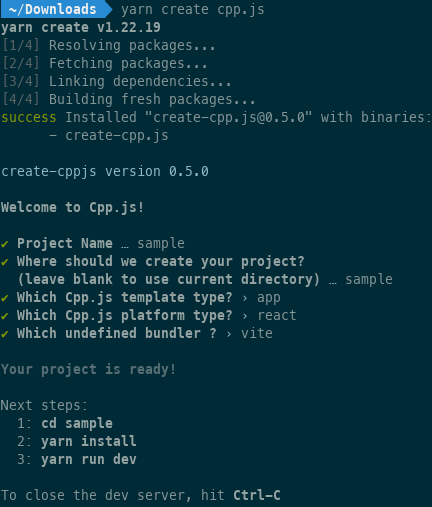 ~/Downloads yarn create cpp.js
yarn create v1.22.19
[1/4] Resolving packages...
[2/4] Fetching packages...
[3/4] Linking dependencies...
[4/4] Building fresh packages...
success Installed "create-cpp.js@0.5.0" with binaries:
- create-cpp.js
create-cppjs version 0.5.0
Welcome to Cpp.js!
✔ Project Name … sample
✔ Where should we create your project?
(leave blank to use current directory) … sample
✔ Which Cpp.js template type? › app
✔ Which Cpp.js platform type? › react
✔ Which undefined bundler ? › vite
Your project is ready!
Next steps:
1: cd sample
2: yarn install
3: yarn run dev
To close the dev server, hit Ctrl-C